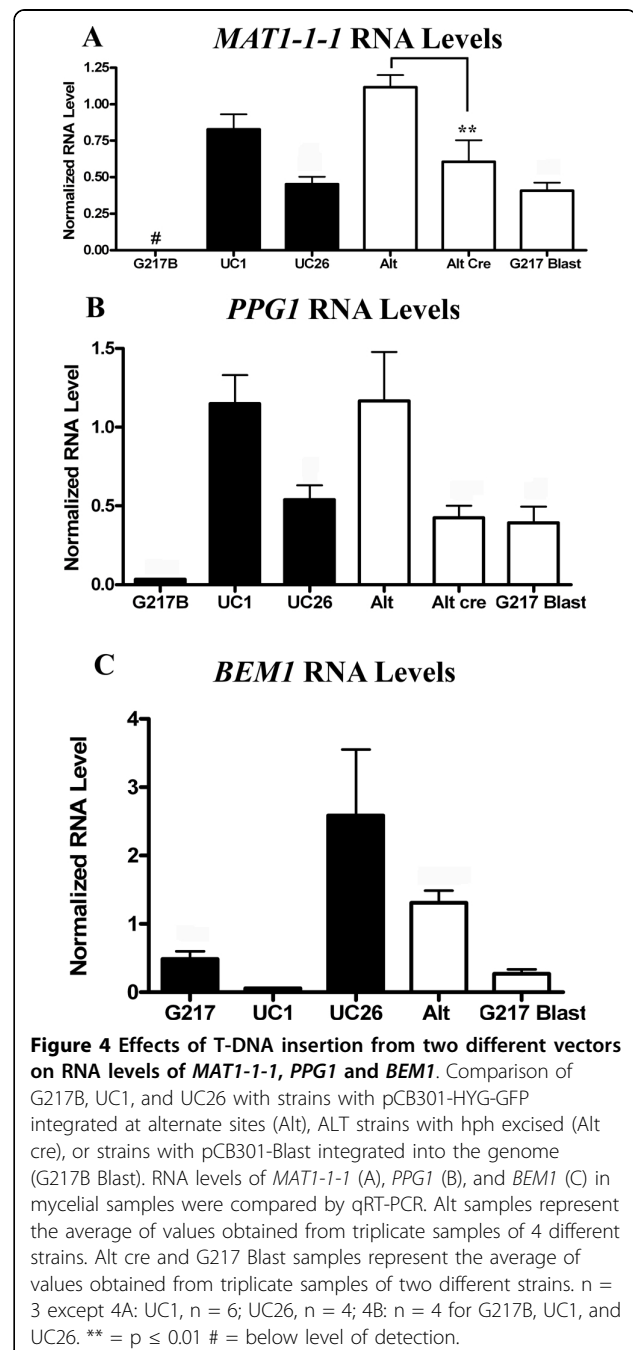 A
MAT1-1-1 RNA Levels
Normalized RNA Level
1.25
1.00
0.75
0.50
0.25
0.00
#
**
G217B UC1 UC26 Alt Alt Cre G217 Blast
B
PPG1 RNA Levels
Normalized RNA Level
1.5
1.0
0.5
0.0
G217B UC1 UC26 Alt Alt cre G217 Blast
C
BEM1 RNA Levels
Normalized RNA Level
4
3
2
1
0
G217 UC1 UC26 Alt G217 Blast
Figure 4 Effects of T-DNA insertion from two different vectors
on RNA levels of MAT1-1-1, PPG1 and BEM1. Comparison of
G217B, UC1, and UC26 with strains with pCB301-HYG-GFP
integrated at alternate sites (Alt), ALT strains with hph excised (Alt
cre), or strains with pCB301-Blast integrated into the genome
(G217B Blast). RNA levels of MAT1-1-1 (A), PPG1 (B), and BEM1 (C) in
mycelial samples were compared by qRT-PCR. Alt samples represent
the average of values obtained from triplicate samples of 4 different
strains. Alt cre and G217 Blast samples represent the average of
values obtained from triplicate samples of two different strains. n =
3 except 4A: UC1, n = 6; UC26, n = 4; 4B: n = 4 for G217B, UC1, and
UC26. ** = p ≤ 0.01 # = below level of detection.